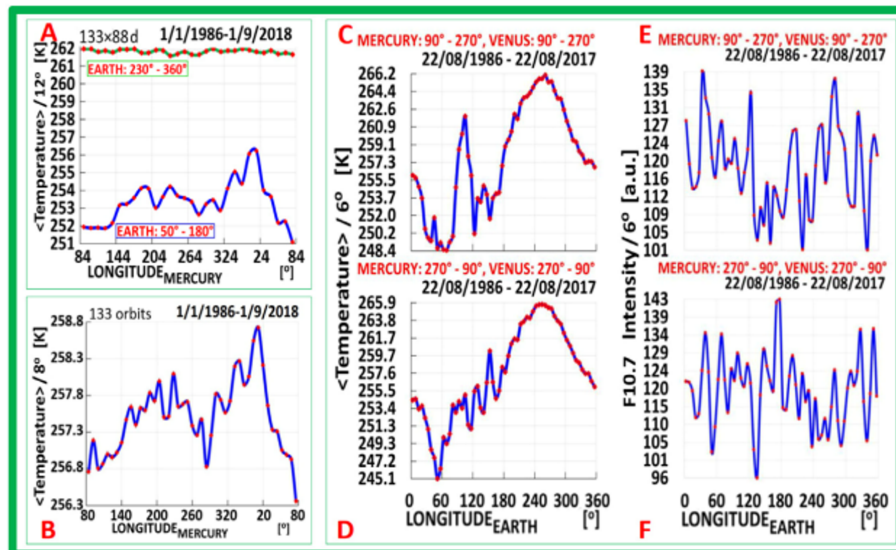 A
133×88d
1/1/1986-1/9/2018
<Temperature> / 12° [K]
262
261
260
259
258
257
256
255
254
253
252
251
EARTH: 230° - 360°
EARTH: 50° - 180°
84 144 204 264 324 24 84
LONGITUDE MERCURY [°]
133 orbits
1/1/1986-1/9/2018
<Temperature> / 8° [K]
258.8
258.3
257.8
257.3
256.8
256.3
80 140 200 260 320 20 80
B
LONGITUDE MERCURY [°]
C
MERCURY: 90° - 270°, VENUS: 90° - 270°
22/08/1986 - 22/08/2017
<Temperature> / 6° [K]
266.2
264.4
262.6
260.9
259.1
257.3
255.5
253.7
252.0
250.2
248.4
MERCURY: 270° - 90°, VENUS: 270° - 90°
22/08/1986 - 22/08/2017
265.9
263.8
261.7
259.7
257.6
255.5
253.4
251.3
249.3
247.2
245.1
0 60 120 180 240 300 360
D
LONGITUDE EARTH [°]
E
MERCURY: 90° - 270°, VENUS: 90° - 270°
22/08/1986 - 22/08/2017
F10.7 Intensity / 6° [a.u.]
139
135
131
128
124
120
116
112
109
105
101
MERCURY: 270° - 90°, VENUS: 270° - 90°
22/08/1986 - 22/08/2017
143
138
134
129
124
120
115
110
105
101
96
0 60 120 180 240 300 360
F
LONGITUDE EARTH [°]